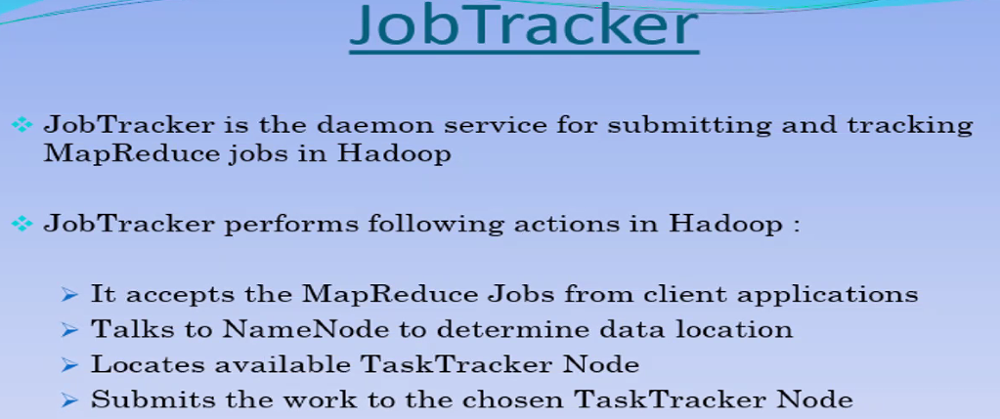 JobTracker
JobTracker is the daemon service for submitting and tracking
MapReduce jobs in Hadoop
JobTracker performs following actions in Hadoop :
It accepts the MapReduce Jobs from client applications
Talks to NameNode to determine data location
Locates available TaskTracker Node
Submits the work to the chosen TaskTracker Node